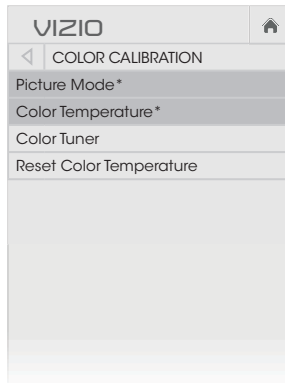 VIZIO
COLOR CALIBRATION
Picture Mode*
Color Temperature*
Color Tuner
Reset Color Temperature